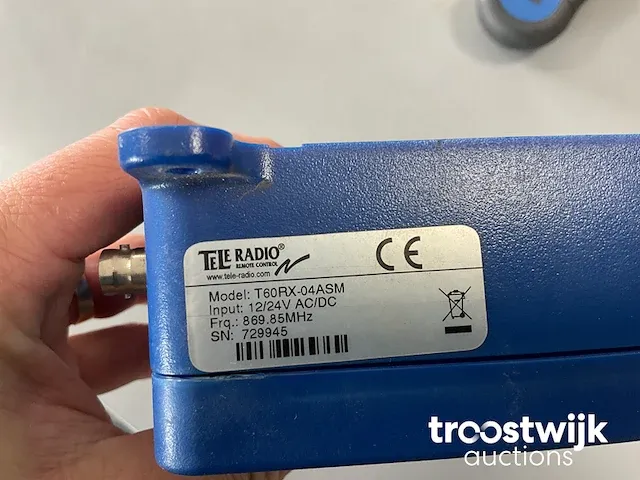 TELE RADIO®
REMOTE CONTROL
www.tele-radio.com
CE
Model: T60RX-04ASM
Input: 12/24V AC/DC
Frq.: 869.85MHz
SN: 729945
troostwijk
auctions